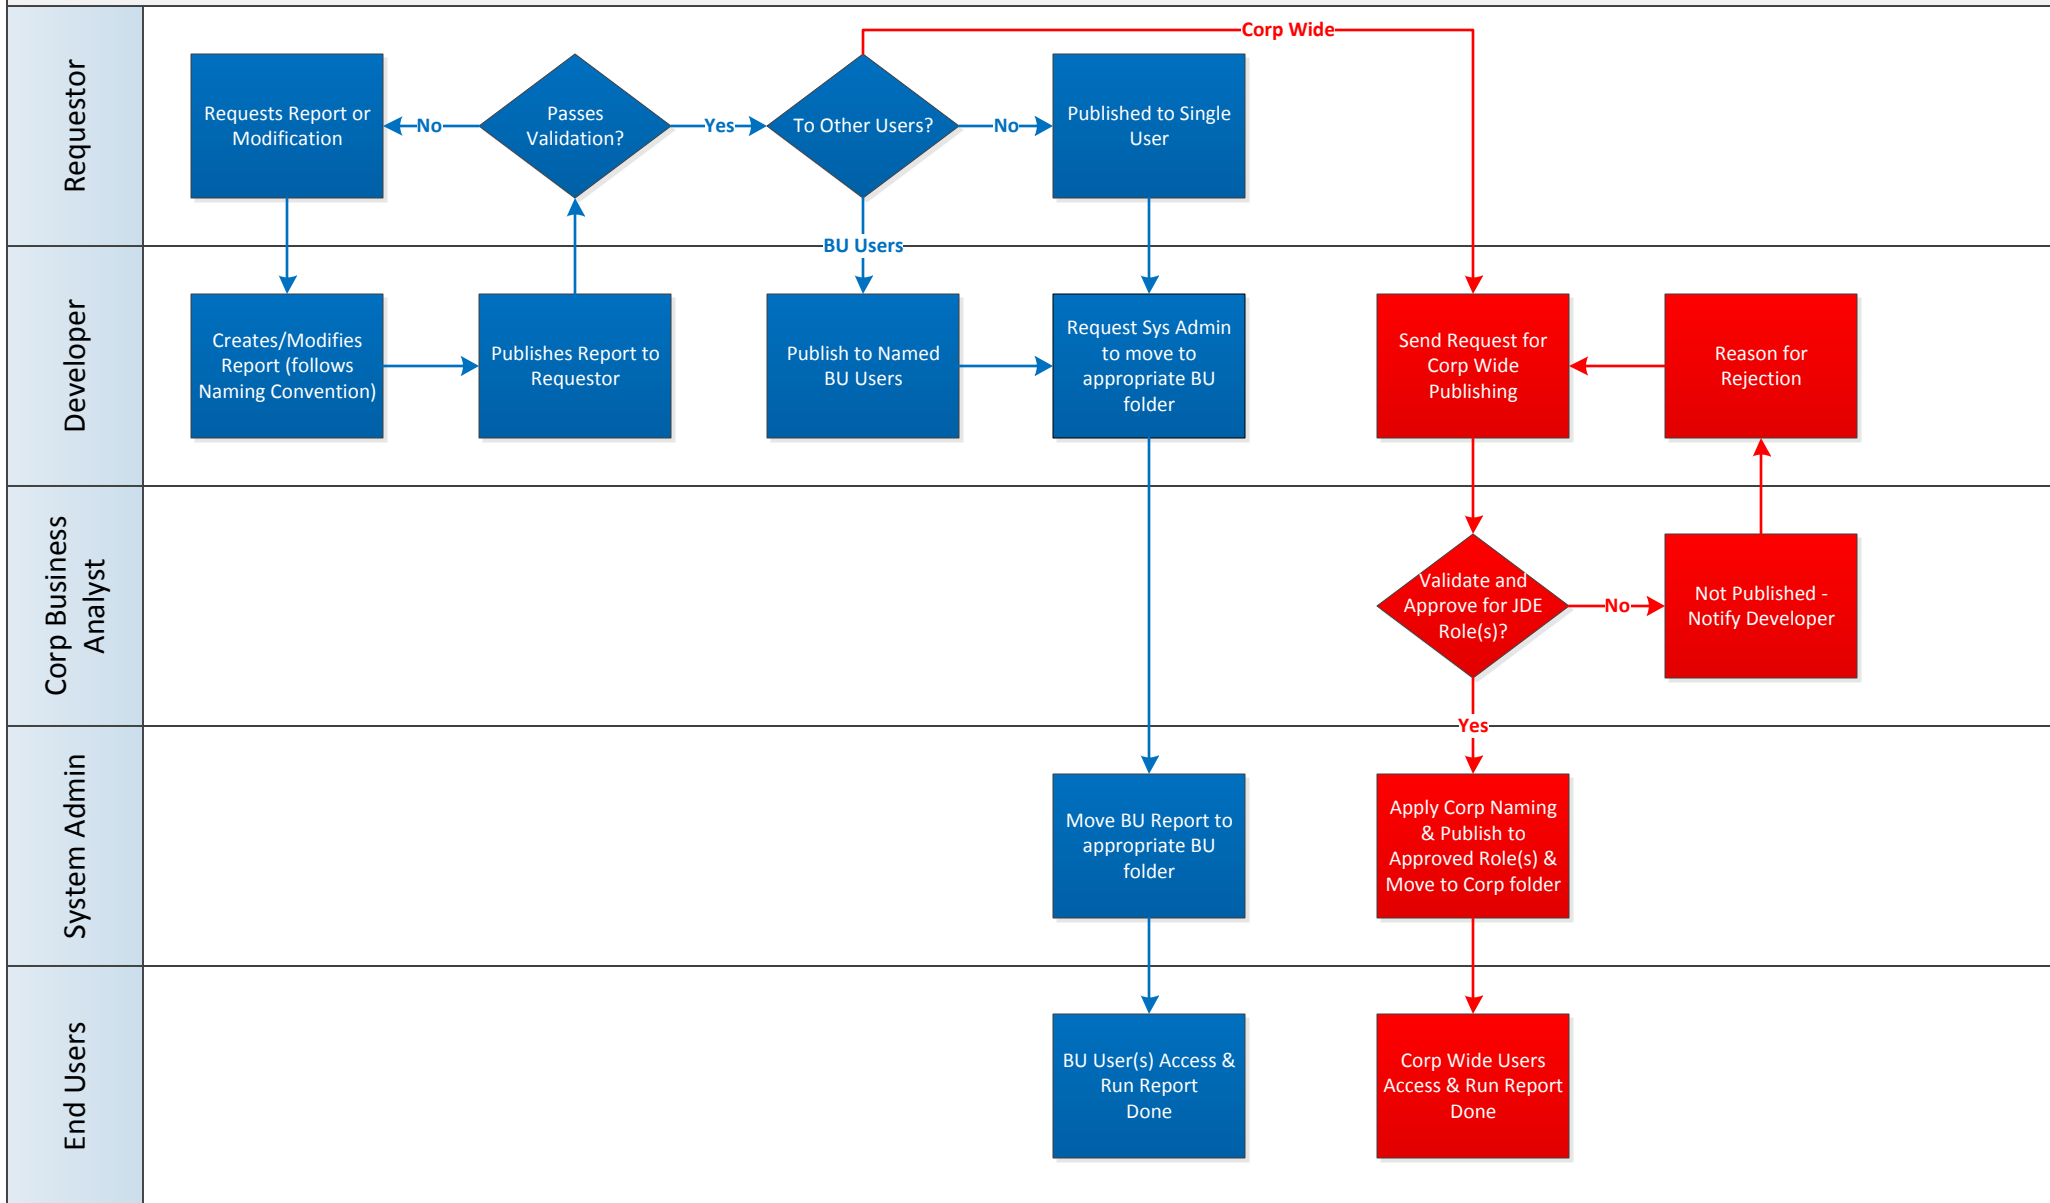 Corp Wide
Requestor
Requests Report or
Modification
No
Passes
Validation?
Yes
To Other Users?
No
Published to Single
User
BU Users
Developer
Creates/Modifies
Report (follows
Naming Convention)
Publishes Report to
Requestor
Publish to Named
BU Users
Request Sys Admin
to move to
appropriate BU
folder
Send Request for
Corp Wide
Publishing
Reason for
Rejection
Corp Business
Analyst
Validate and
Approve for JDE
Role(s)?
No
Not Published -
Notify Developer
Yes
System Admin
Move BU Report to
appropriate BU
folder
Apply Corp Naming
& Publish to
Approved Role(s) &
Move to Corp folder
End Users
BU User(s) Access &
Run Report
Done
Corp Wide Users
Access & Run Report
Done